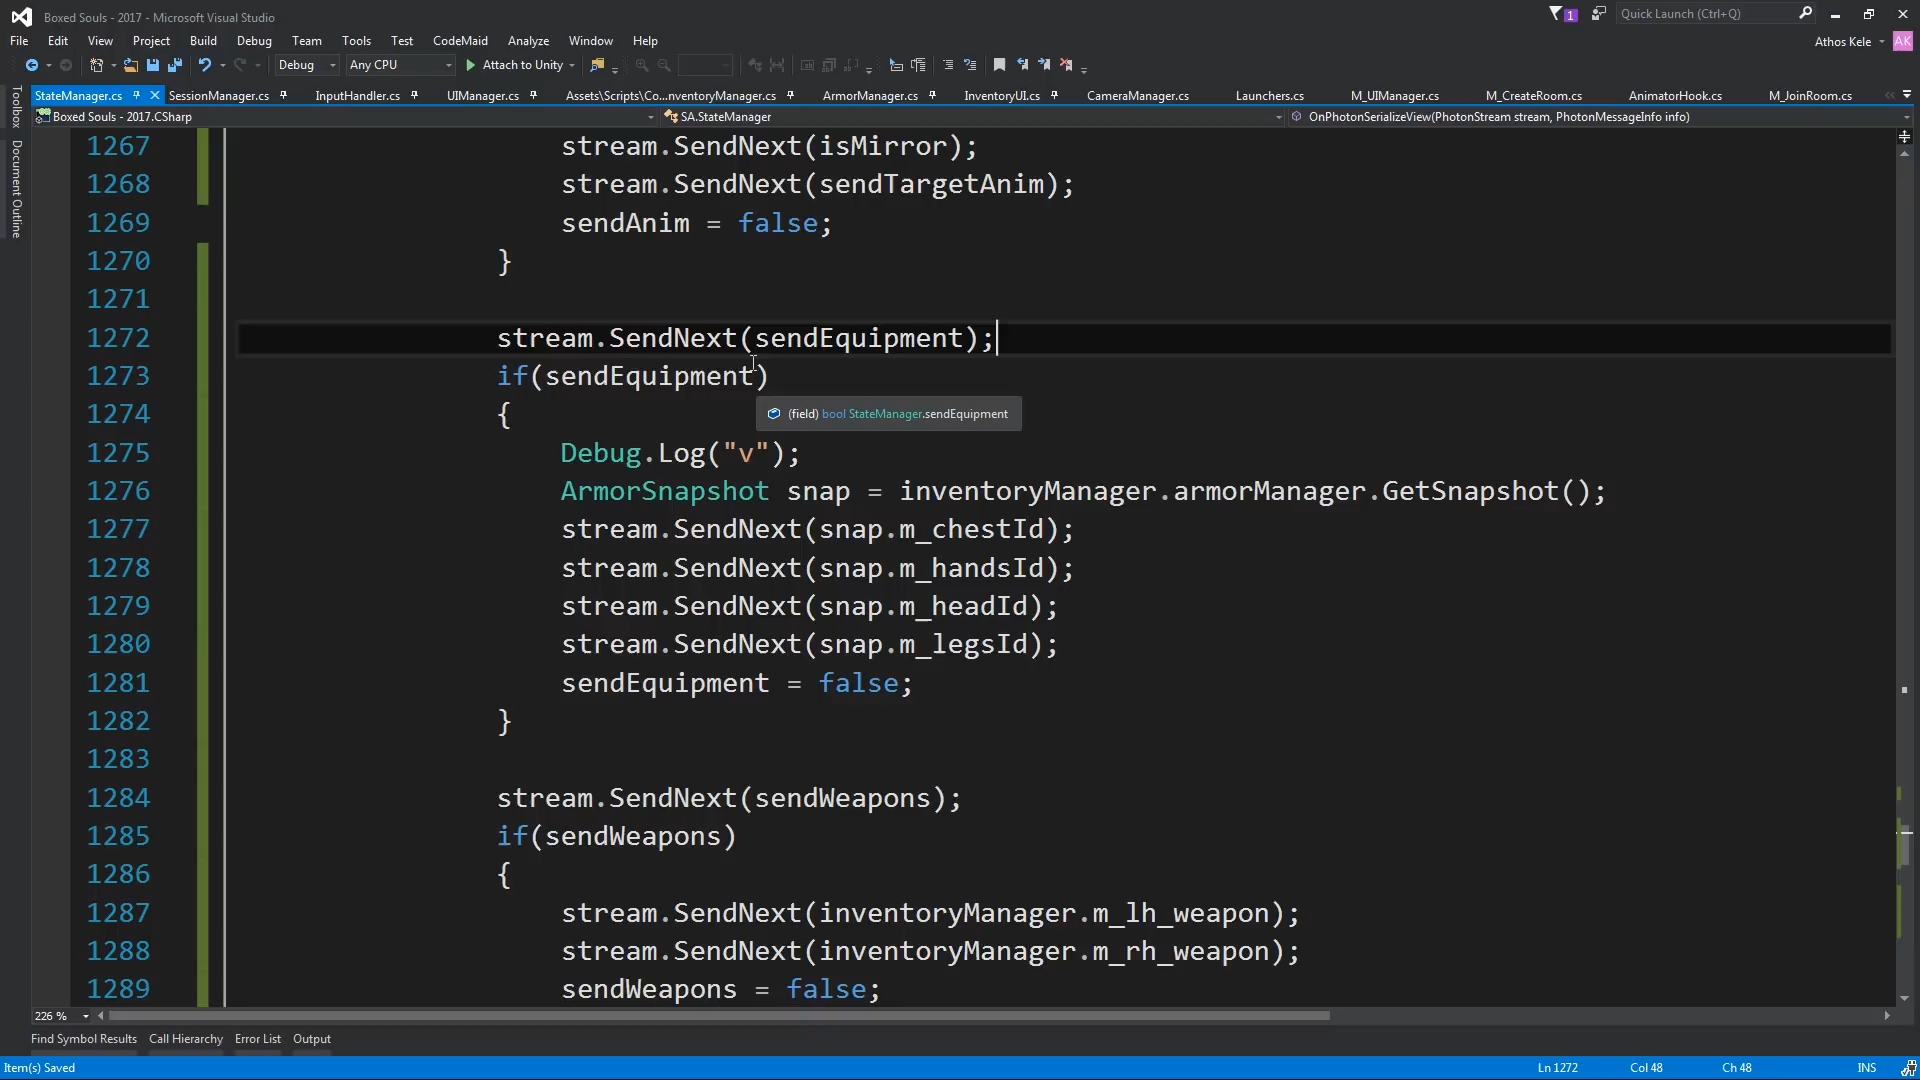 Boxed Souls - 2017 - Microsoft Visual Studio
1
Quick Launch (Ctrl+Q)
File Edit View Project Build Debug Team Tools Test CodeMaid Analyze Window Help
Athos Kele
AK
Debug Any CPU Attach to Unity
StateManager.cs SessionManager.cs InputHandler.cs UIManager.cs Assets\Scripts\Co...nventoryManager.cs ArmorManager.cs InventoryUI.cs CameraManager.cs Launchers.cs M_UIManager.cs M_CreateRoom.cs AnimatorHook.cs M_JoinRoom.cs
Boxed Souls - 2017.CSharp SA.StateManager OnPhotonSerializeView(PhotonStream stream, PhotonMessageInfo info)
Toolbox
Document Outline
1267 stream.SendNext(isMirror);
1268 stream.SendNext(sendTargetAnim);
1269 sendAnim = false;
1270 }
1271
1272 stream.SendNext(sendEquipment);
1273 if(sendEquipment)
1274 {
(field) bool StateManager.sendEquipment
1275 Debug.Log("v");
1276 ArmorSnapshot snap = inventoryManager.armorManager.GetSnapshot();
1277 stream.SendNext(snap.m_chestId);
1278 stream.SendNext(snap.m_handsId);
1279 stream.SendNext(snap.m_headId);
1280 stream.SendNext(snap.m_legsId);
1281 sendEquipment = false;
1282 }
1283
1284 stream.SendNext(sendWeapons);
1285 if(sendWeapons)
1286 {
1287 stream.SendNext(inventoryManager.m_lh_weapon);
1288 stream.SendNext(inventoryManager.m_rh_weapon);
1289 sendWeapons = false;
226 %
Find Symbol Results Call Hierarchy Error List Output
Item(s) Saved Ln 1272 Col 48 Ch 48 INS